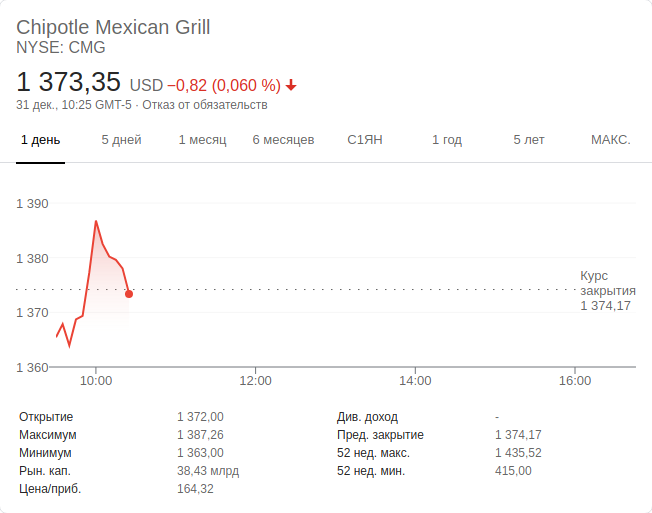 Chipotle Mexican Grill
NYSE: CMG
1 373,35 USD −0,82 (0,060 %)
31 дек., 10:25 GMT-5 · Отказ от обязательств
1 день 5 дней 1 месяц 6 месяцев С1ЯН 1 год 5 лет МАКС.
1 390
1 380
Курс
закрытия
1 374,17
1 370
1 360
10:00 12:00 14:00 16:00
Открытие 1 372,00 Див. доход -
Максимум 1 387,26 Пред. закрытие 1 374,17
Минимум 1 363,00 52 нед. макс. 1 435,52
Рын. кап. 38,43 млрд 52 нед. мин. 415,00
Цена/приб. 164,32